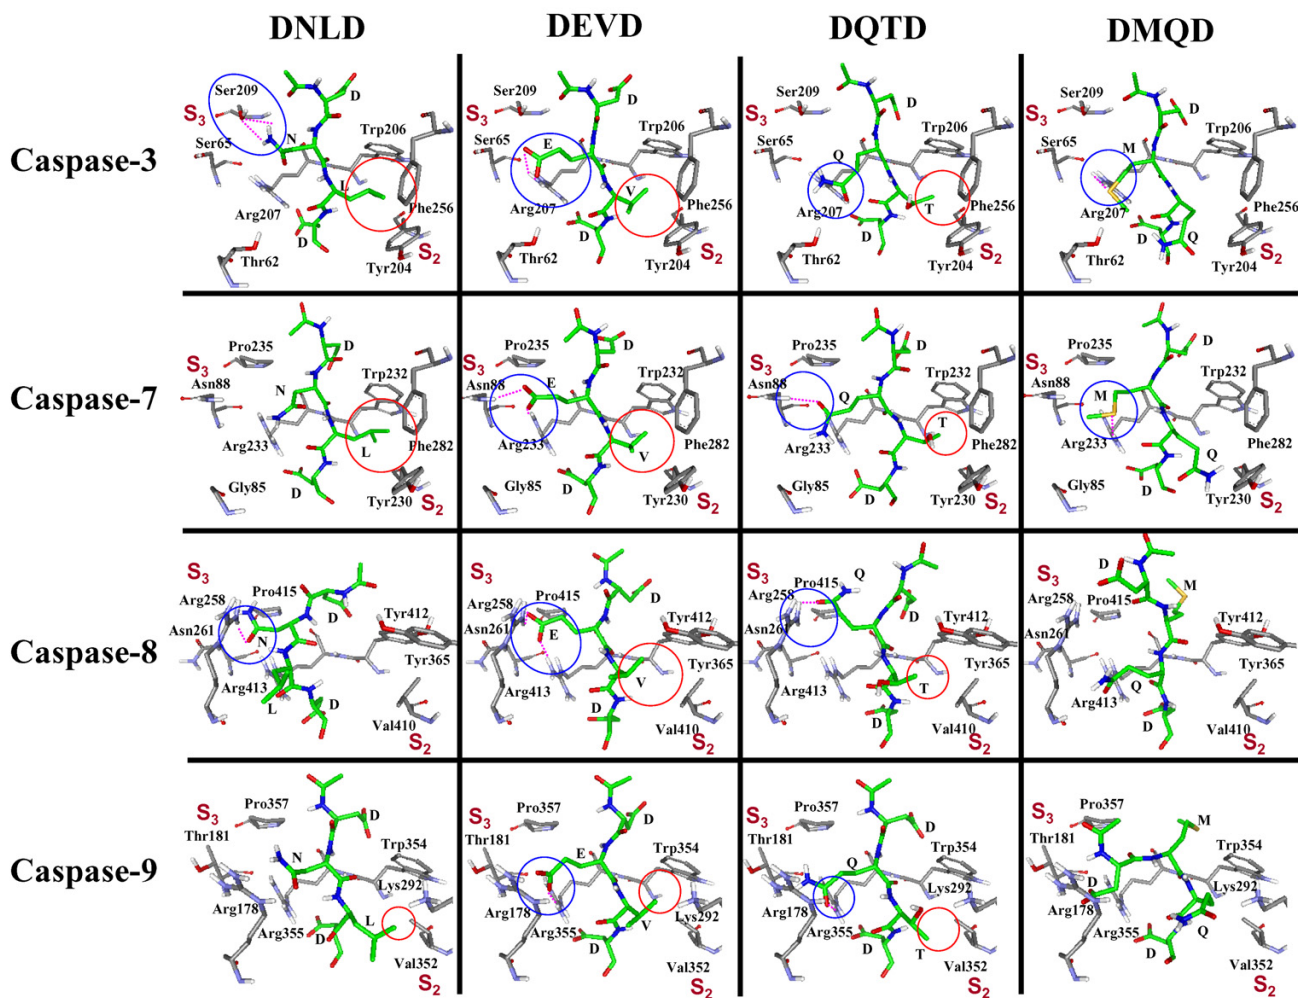 DNLD DEVD DQTD DMQD
Caspase-3
Ser209
S3
D
Ser65
N
Trp206
L
Arg207
Phe256
D
Thr62
Tyr204
S2
Ser209
S3
D
Ser65
E
Trp206
Arg207
V
Phe256
D
Thr62
Tyr204
S2
Ser209
S3
D
Ser65
Q
Trp206
Arg207
T
Phe256
D
Thr62
Tyr204
S2
Ser209
S3
D
Ser65
M
Trp206
Arg207
Phe256
D
Q
Thr62
Tyr204
S2
Caspase-7
Pro235
S3
D
Asn88
N
Trp232
Arg233
L
Phe282
D
Gly85
Tyr230
S2
Pro235
S3
D
Asn88
E
Trp232
Arg233
V
Phe282
D
Gly85
Tyr230
S2
Pro235
S3
D
Asn88
Q
Trp232
T
Arg233
Phe282
D
Gly85
Tyr230
S2
Pro235
S3
D
Asn88
M
Trp232
Arg233
Phe282
Q
D
Gly85
Tyr230
S2
Caspase-8
S3
Arg258
Pro415
D
Tyr412
Asn261
N
Tyr365
Arg413
L
D
Val410
S2
S3
Arg258
Pro415
D
Tyr412
Asn261
E
Tyr365
Arg413
V
D
Val410
S2
S3
Pro415
Q
Arg258
D
Tyr412
Asn261
Tyr365
Arg413
T
D
Val410
S2
S3
D
M
Arg258
Pro415
Tyr412
Asn261
Tyr365
Arg413
Q
D
Val410
S2
Caspase-9
S3
Pro357
D
Thr181
N
Trp354
Lys292
Arg178
Arg355
D
L
Val352
S2
S3
Pro357
D
Thr181
E
Trp354
Arg178
Lys292
Arg355
V
D
Val352
S2
S3
Pro357
D
Thr181
Q
Trp354
Lys292
Arg178
Arg355
D
T
Val352
S2
S3
Pro357
M
Thr181
Trp354
D
Lys292
Arg178
Arg355
D
Q
Val352
S2